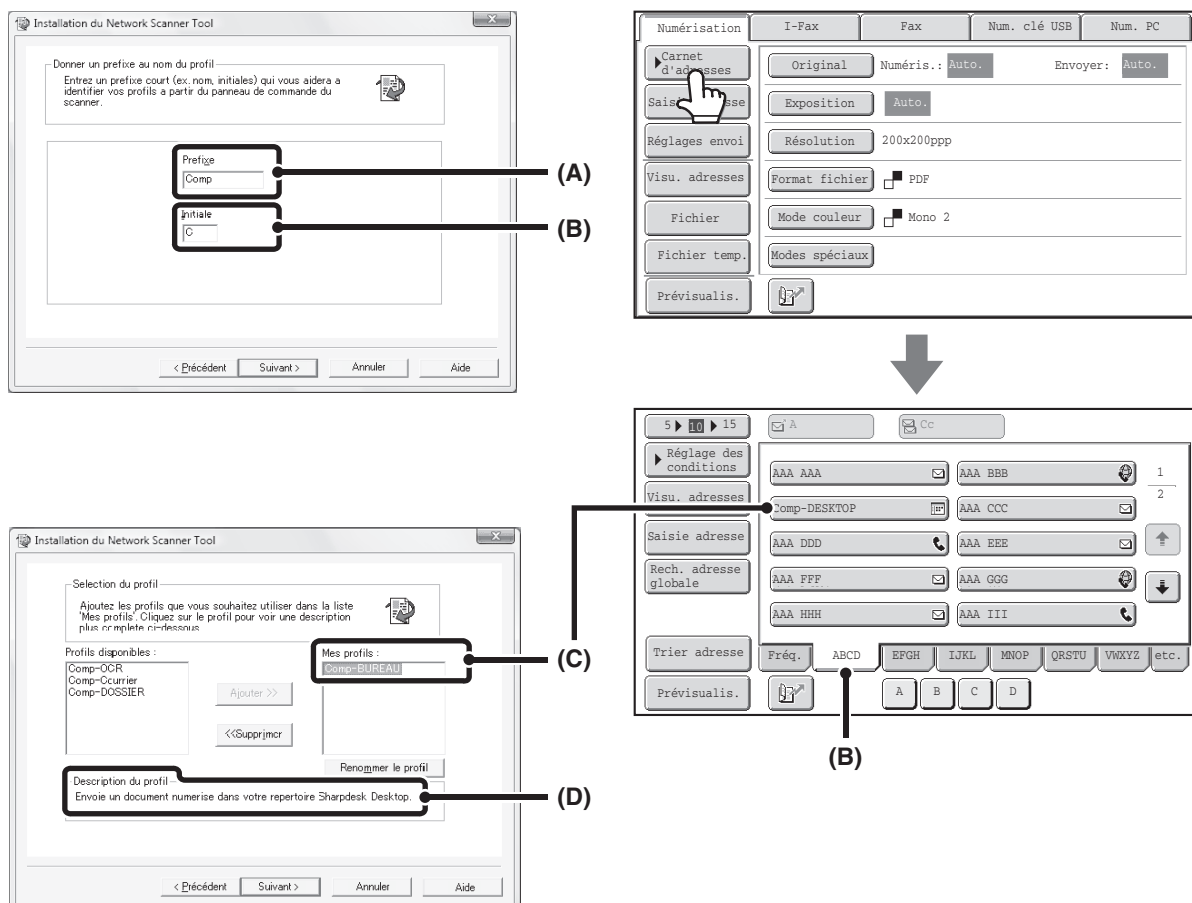 Installation du Network Scanner Tool
Donner un prefixe au nom du profil
Entrez un prefixe court (ex. nom, initiales) qui vous aidera a
identifier vos profils a partir du panneau de commande du
scanner.
Prefixe
Comp
Initiale
C
< Précédent
Suivant >
Annuler
Aide
(A)
(B)
Numérisation
I-Fax
Fax
Num. clé USB
Num. PC
Carnet
d'adresses
Réglages envoi
Visu. adresses
Fichier
Fichier temp.
Prévisualis.
Original
Numéris.: Auto.
Envoyer: Auto.
Exposition
Auto.
Résolution
200x200ppp
Format fichier
PDF
Mode couleur
Mono 2
Modes spéciaux
Installation du Network Scanner Tool
Selection du profil
Ajoutez les profils que vous souhaitez utiliser dans la liste
'Mes profils'. Cliquez sur le profil pour voir une description
plus complete ci-dessous
Profils disponibles :
Comp-OCR
Comp-Ccurrier
Comp-DOSSIER
Ajouter >>
<<Supprimcr
Mes profils :
Comp-BUREAU
Renommer le profil
Description du profil
Envoie un document numerise dans votre repertoire Sharpdesk Desktop.
< Précédent
Suivant >
Annuler
Aide
(C)
(D)
5 10 15
A
Cc
Réglage des
conditions
Visu. adresses
Saisie adresse
Rech. adresse
globale
Trier adresse
Prévisualis.
AAA AAA
AAA BBB
Comp-DESKTOP
AAA CCC
AAA DDD
AAA EEE
AAA FFF
AAA GGG
AAA HHH
AAA III
1
2
Fréq.
ABCD
EFGH
IJKL
MNOP
QRSTU
VWXYZ
etc.
A
B
C
D
(B)